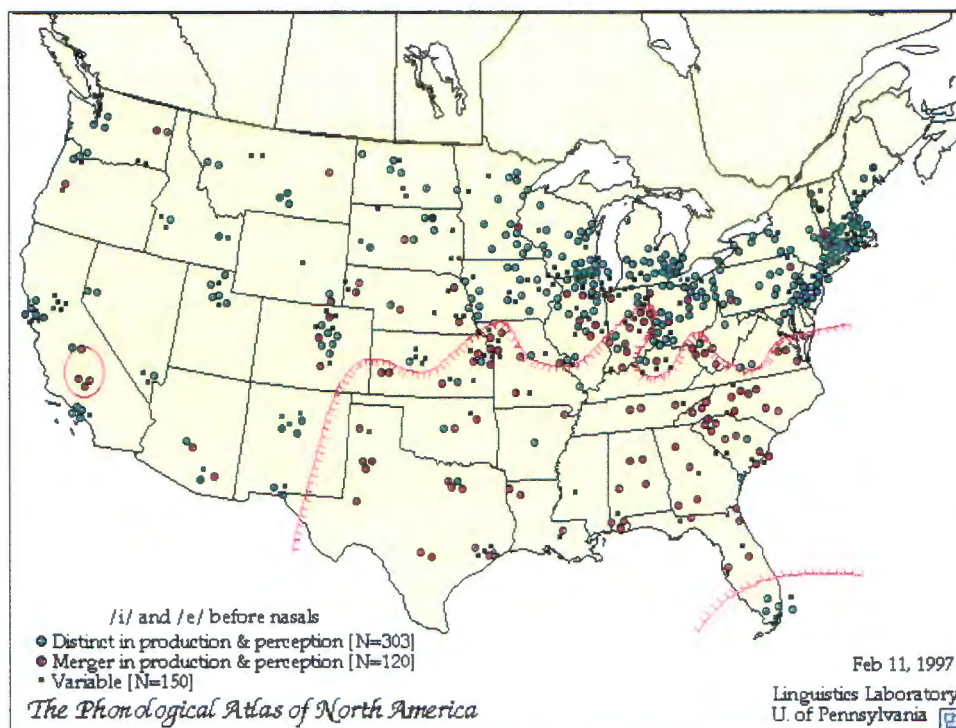 /i/ and /e/ before nasals
Distinct in production & perception [N=303]
Merger in production & perception [N=120]
Variable [N=150]
The Phonological Atlas of North America
Feb 11, 1997
Linguistics Laboratory
U. of Pennsylvania